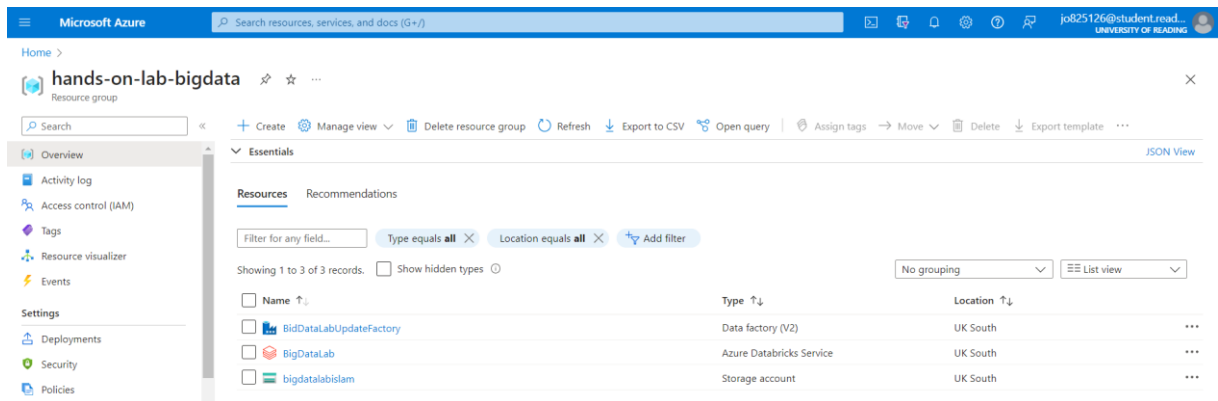 Microsoft Azure Search resources, services, and docs (G+/) jo825126@student.read...
UNIVERSITY OF READING
Home >
hands-on-lab-bigdata ...
Resource group
Search « + Create Manage view Delete resource group Refresh Export to CSV Open query Assign tags Move Delete Export template ...
Overview Essentials JSON View
Activity log
Resources Recommendations
Access control (IAM)
Tags Filter for any field... Type equals all Location equals all Add filter
Resource visualizer
Showing 1 to 3 of 3 records. Show hidden types No grouping List view
Events
Name Type Location
Settings
BidDataLabUpdateFactory Data factory (V2) UK South ...
Deployments
BigDataLab Azure Databricks Service UK South ...
Security
bigdatalabislam Storage account UK South ...
Policies